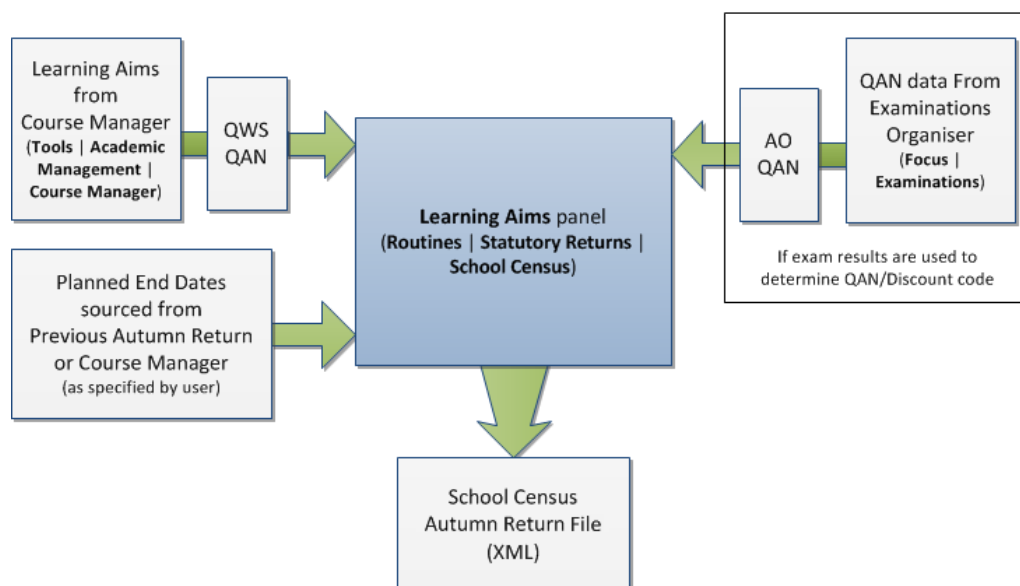 Learning Aims
from
Course Manager
(Tools | Academic
Management |
Course Manager)
QWS
QAN
Planned End Dates
sourced from
Previous Autumn Return
or Course Manager
(as specified by user)
Learning Aims panel
(Routines | Statutory Returns |
School Census)
AO
QAN
QAN data From
Examinations
Organiser
(Focus |
Examinations)
If exam results are used to
determine QAN/Discount code
School Census
Autumn Return File
(XML)